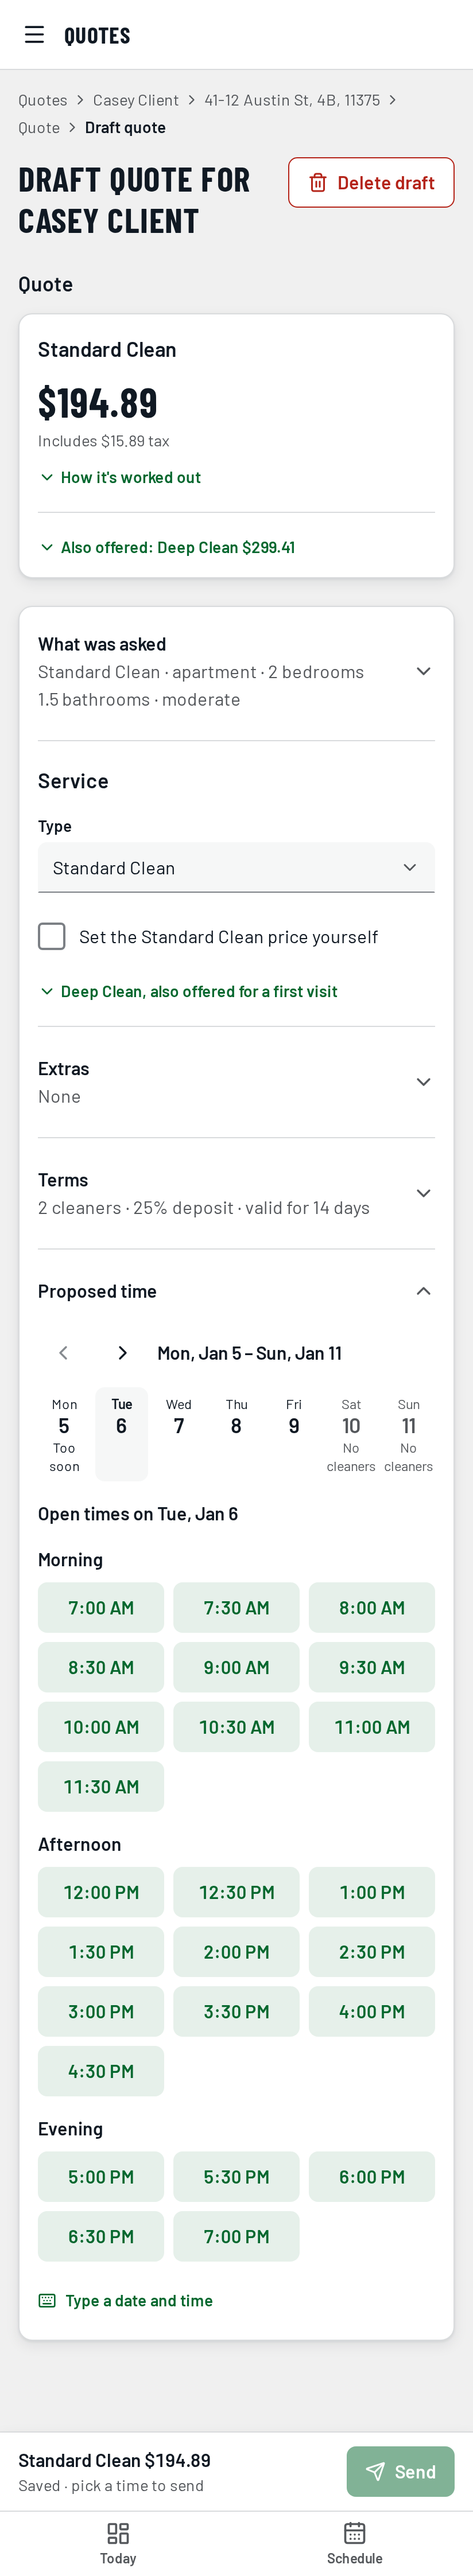 QUOTES
Quotes > Casey Client > 41-12 Austin St, 4B, 11375 >
Quote > Draft quote
DRAFT QUOTE FOR
CASEY CLIENT
Delete draft
Quote
Standard Clean
$194.89
Includes $15.89 tax
How it's worked out
Also offered: Deep Clean $299.41
What was asked
Standard Clean · apartment · 2 bedrooms
1.5 bathrooms · moderate
Service
Type
Standard Clean
Set the Standard Clean price yourself
Deep Clean, also offered for a first visit
Extras
None
Terms
2 cleaners · 25% deposit · valid for 14 days
Proposed time
Mon, Jan 5 – Sun, Jan 11
Mon Tue Wed Thu Fri Sat Sun
5 6 7 8 9 10 11
Too No No
soon cleaners cleaners
Open times on Tue, Jan 6
Morning
7:00 AM 7:30 AM 8:00 AM
8:30 AM 9:00 AM 9:30 AM
10:00 AM 10:30 AM 11:00 AM
11:30 AM
Afternoon
12:00 PM 12:30 PM 1:00 PM
1:30 PM 2:00 PM 2:30 PM
3:00 PM 3:30 PM 4:00 PM
4:30 PM
Evening
5:00 PM 5:30 PM 6:00 PM
6:30 PM 7:00 PM
Type a date and time
Standard Clean $194.89
Saved · pick a time to send
Send
Today Schedule